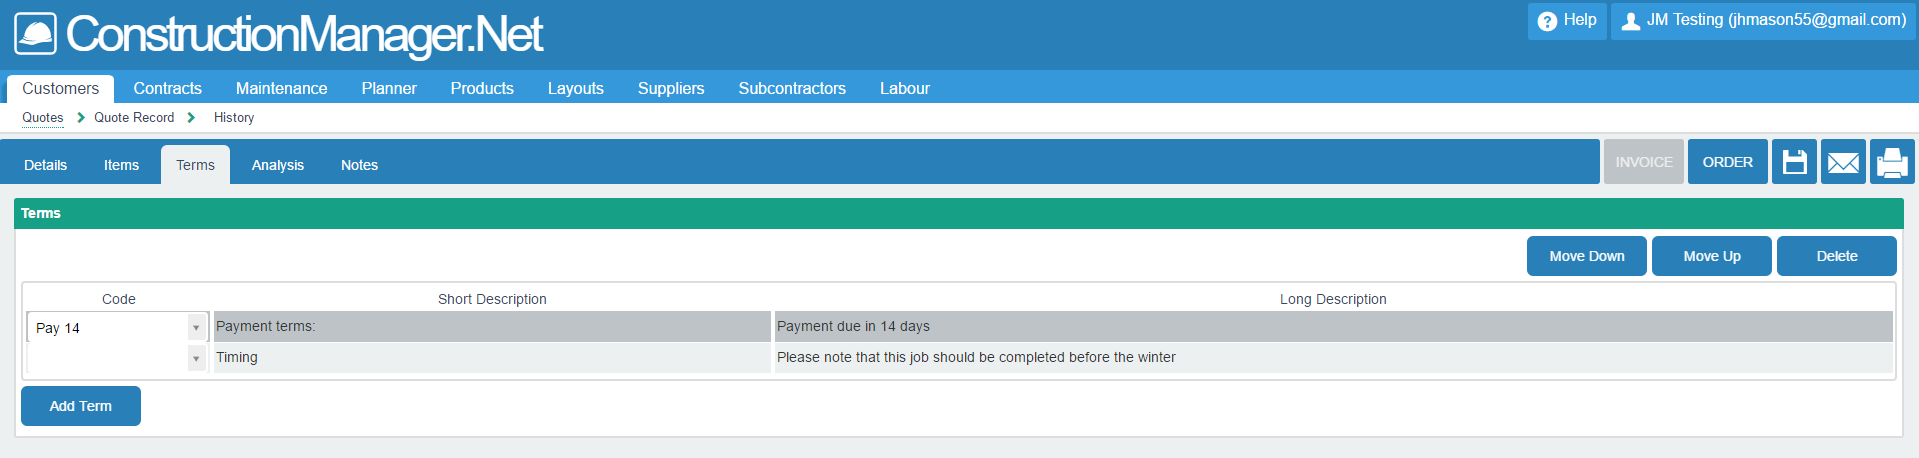 ConstructionManager.Net
? Help
JM Testing (jhmason55@gmail.com)
Customers Contracts Maintenance Planner Products Layouts Suppliers Subcontractors Labour
Quotes Quote Record History
Details Items Terms Analysis Notes INVOICE ORDER
Terms
Move Down Move Up Delete
Code Short Description Long Description
Pay 14 Payment terms: Payment due in 14 days
Timing Please note that this job should be completed before the winter
Add Term